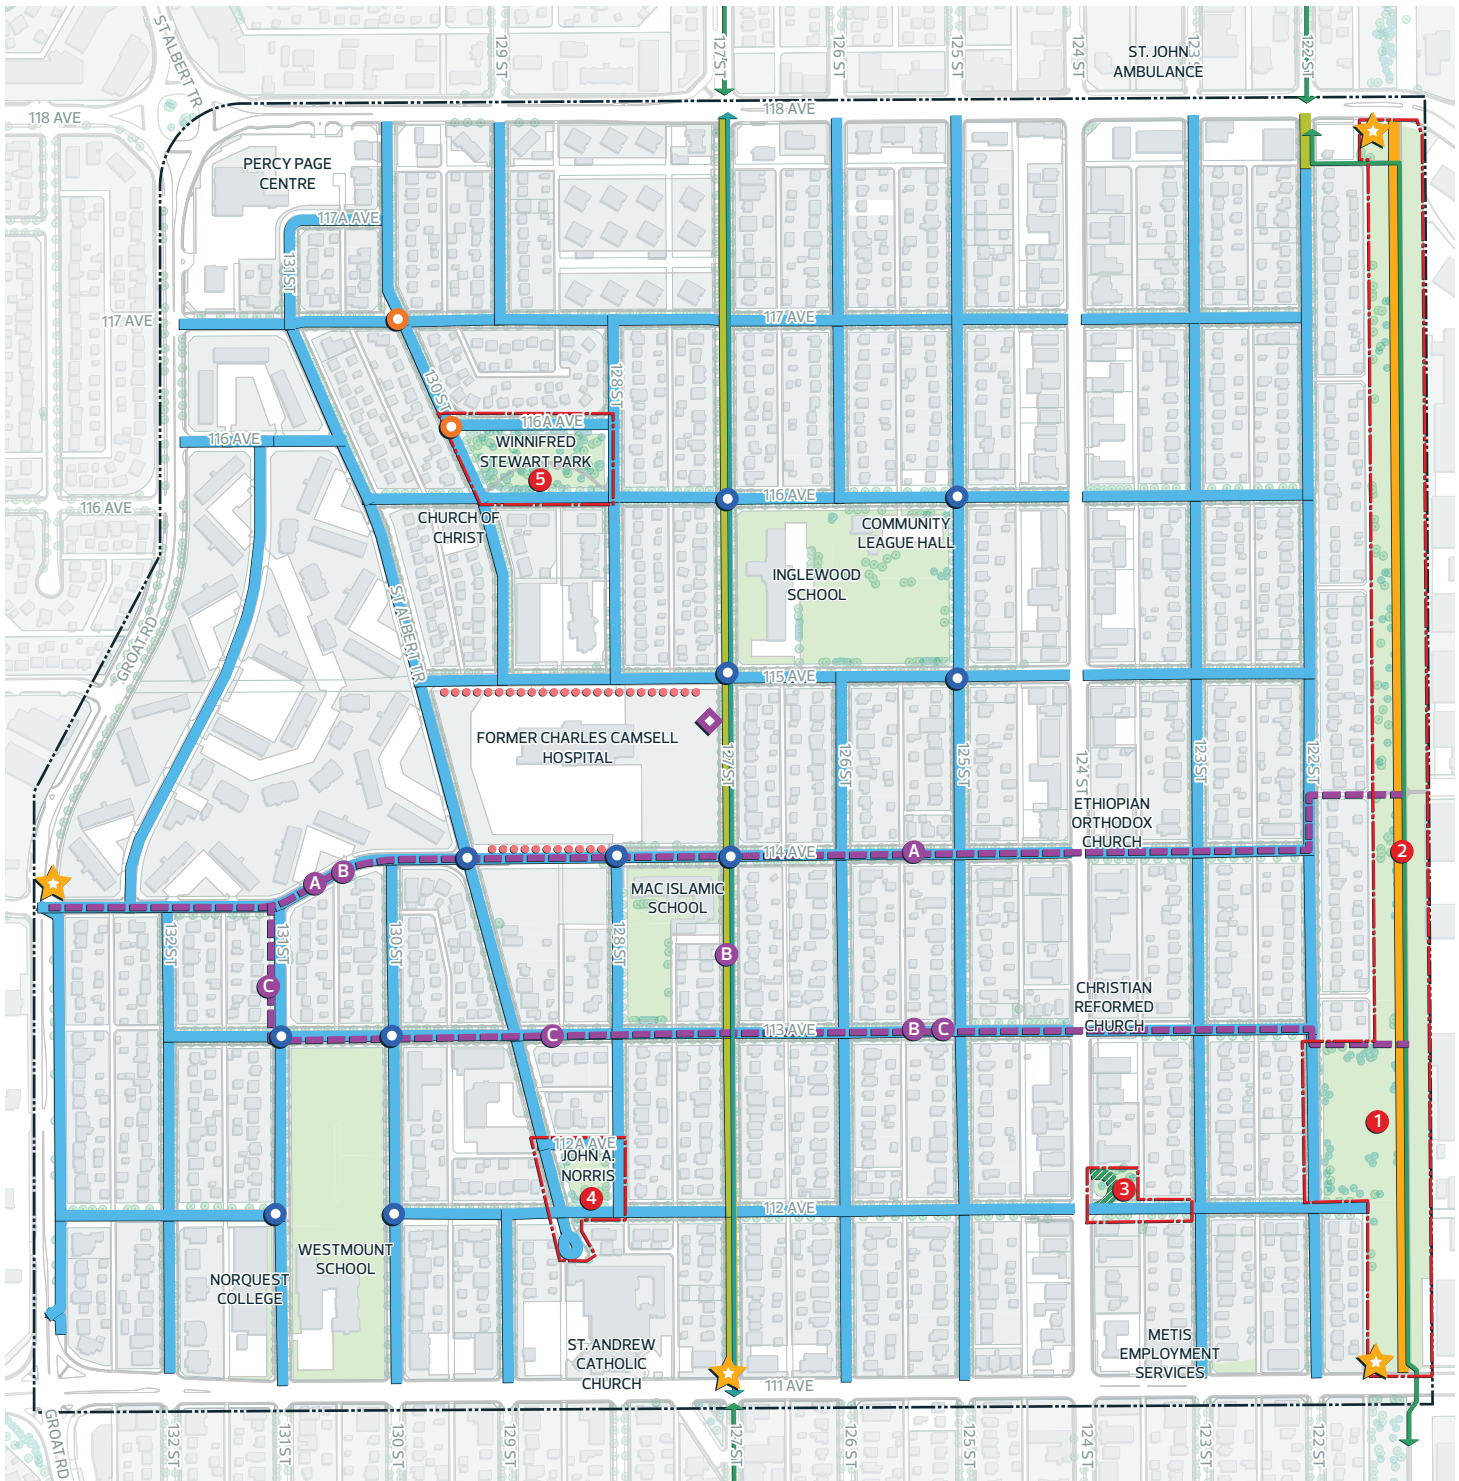 ST ALBERT TR
129 ST
127 ST
126 ST
125 ST
124 ST
123 ST
122 ST
ST. JOHN
AMBULANCE
118 AVE
118 AVE
PERCY PAGE
CENTRE
117A AVE
131 ST
117 AVE
117 AVE
130 ST
128 ST
116A AVE
WINNIFRED
STEWART PARK
5
116 AVE
116 AVE
116 AVE
CHURCH OF
CHRIST
COMMUNITY
LEAGUE HALL
INGLEWOOD
SCHOOL
GROAT RD
ST ALBERT TR
115 AVE
FORMER CHARLES CAMSELL
HOSPITAL
127 ST
126 ST
125 ST
124 ST
123 ST
122 ST
ETHIOPIAN
ORTHODOX
CHURCH
114 AVE
A
2
A
B
MAC ISLAMIC
SCHOOL
132 ST
131 ST
130 ST
128 ST
B
C
CHRISTIAN
REFORMED
CHURCH
C
113 AVE
B
C
1
112A AVE
JOHN A.
NORRIS
4
3
112 AVE
WESTMOUNT
SCHOOL
NORQUEST
COLLEGE
ST. ANDREW
CATHOLIC
CHURCH
METIS
EMPLOYMENT
SERVICES
111 AVE
GROAT RD
132 ST
131 ST
130 ST
129 ST
127 ST
126 ST
125 ST
124 ST
123 ST
122 ST